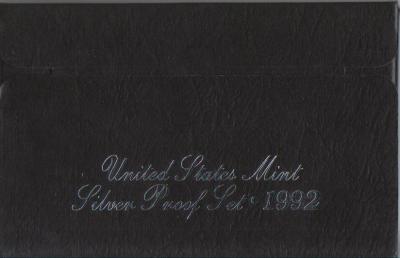 United States Mint
Silver Proof Set • 1992